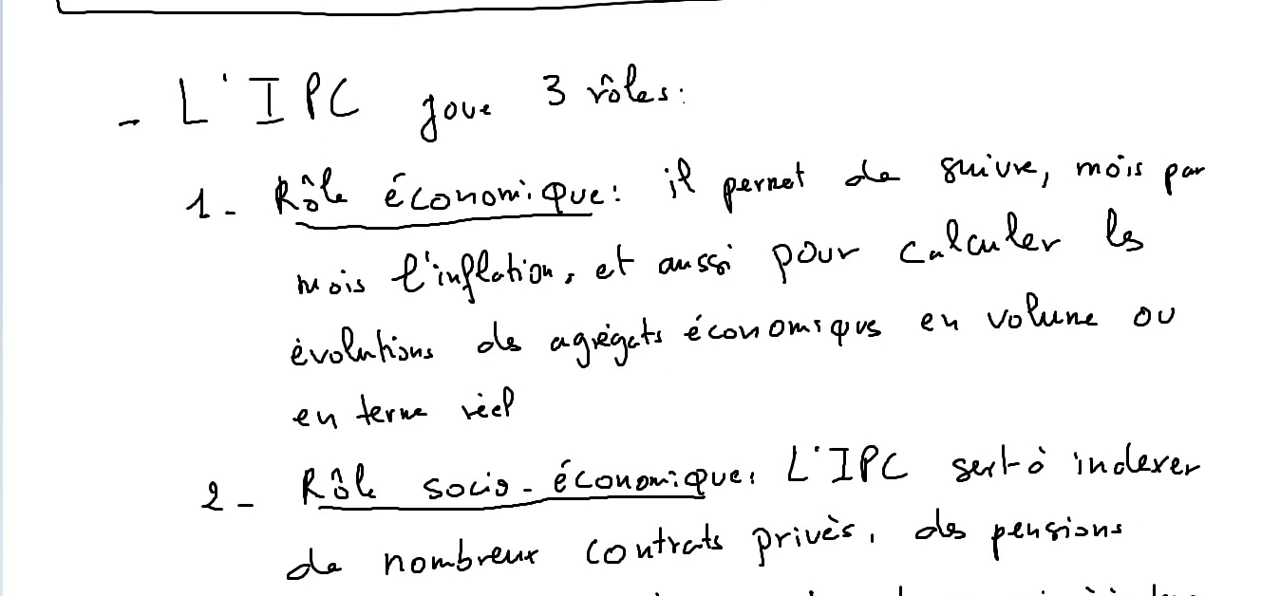 - L'IPC joue 3 rôles:
1- Rôle économique: il permet de suivre, mois par
mois l'inflation, et aussi pour calculer les
évolutions des agrégats économiques en volume ou
en terme réel
2- Rôle socio-économique: L'IPC sert à indexer
de nombreux contrats privés, des pensions